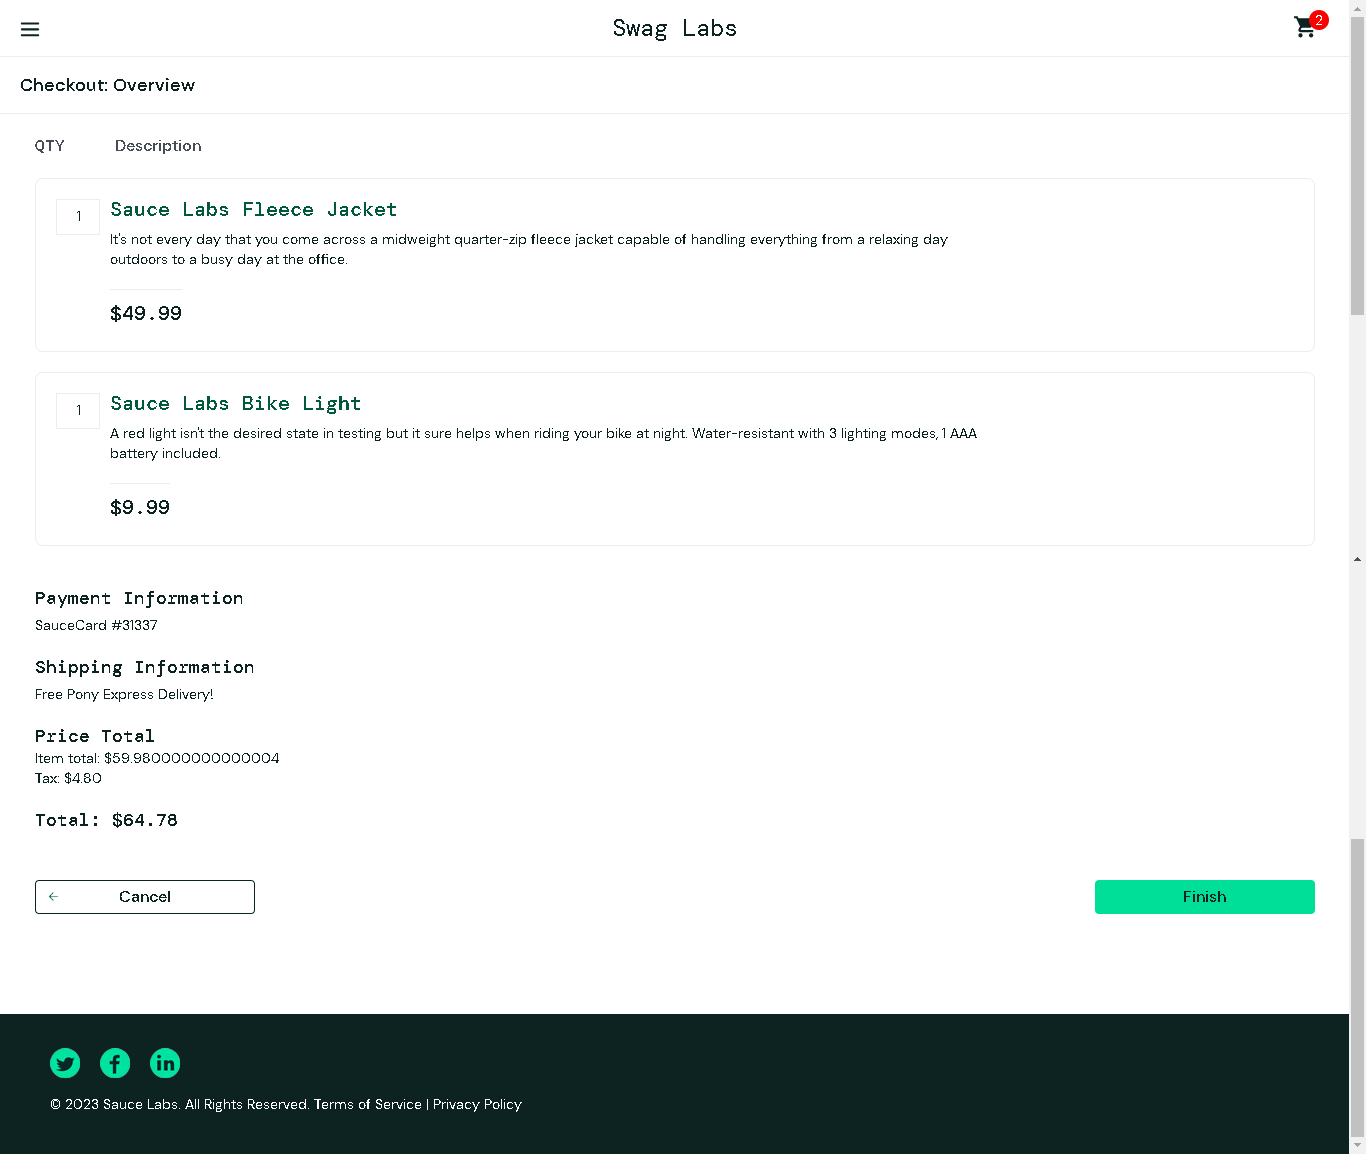 Swag Labs
2
Checkout: Overview
QTY Description
1
Sauce Labs Fleece Jacket
It's not every day that you come across a midweight quarter-zip fleece jacket capable of handling everything from a relaxing day
outdoors to a busy day at the office.
$49.99
1
Sauce Labs Bike Light
A red light isn't the desired state in testing but it sure helps when riding your bike at night. Water-resistant with 3 lighting modes, 1 AAA
battery included.
$9.99
Payment Information
SauceCard #31337
Shipping Information
Free Pony Express Delivery!
Price Total
Item total: $59.980000000000004
Tax: $4.80
Total: $64.78
Cancel
Finish
© 2023 Sauce Labs. All Rights Reserved. Terms of Service | Privacy Policy